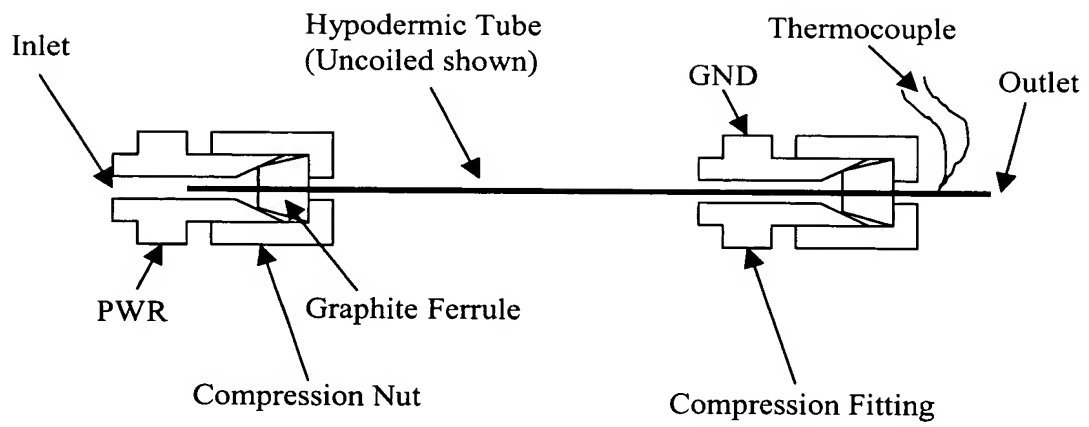 Inlet
Hypodermic Tube
(Uncoiled shown)
Thermocouple
GND
Outlet
PWR
Graphite Ferrule
Compression Nut
Compression Fitting